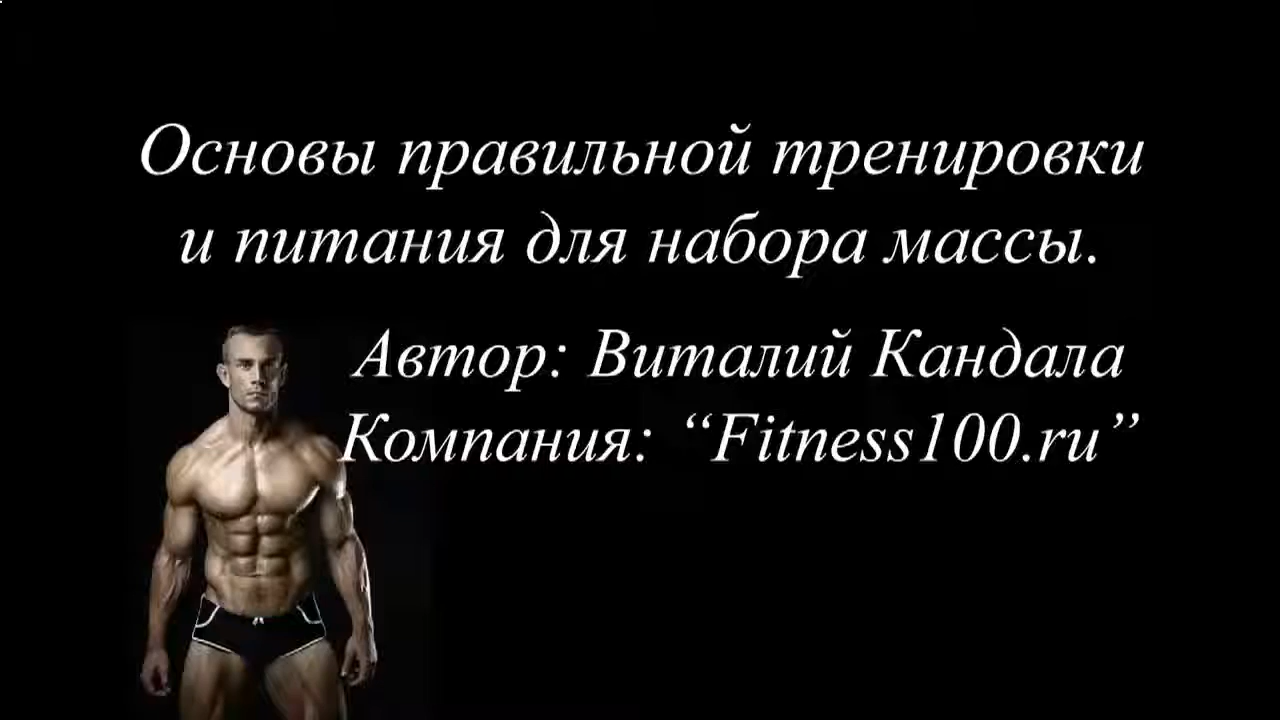 Основы правильной тренировки
и питания для набора массы.
Автор: Виталий Кандала
Компания: “Fitness100.ru”